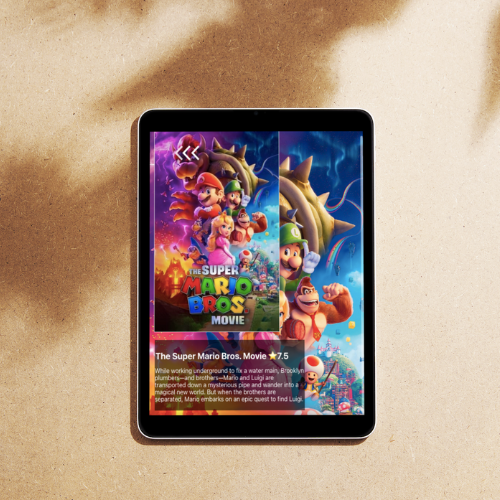 THE SUPER
MARIO
BROS
MOVIE
The Super Mario Bros. Movie ⭐7.5
While working underground to fix a water main, Brooklyn
plumbers—and brothers—Mario and Luigi are
transported down a mysterious pipe and wander into a
magical new world. But when the brothers are
separated, Mario embarks on an epic quest to find Luigi.